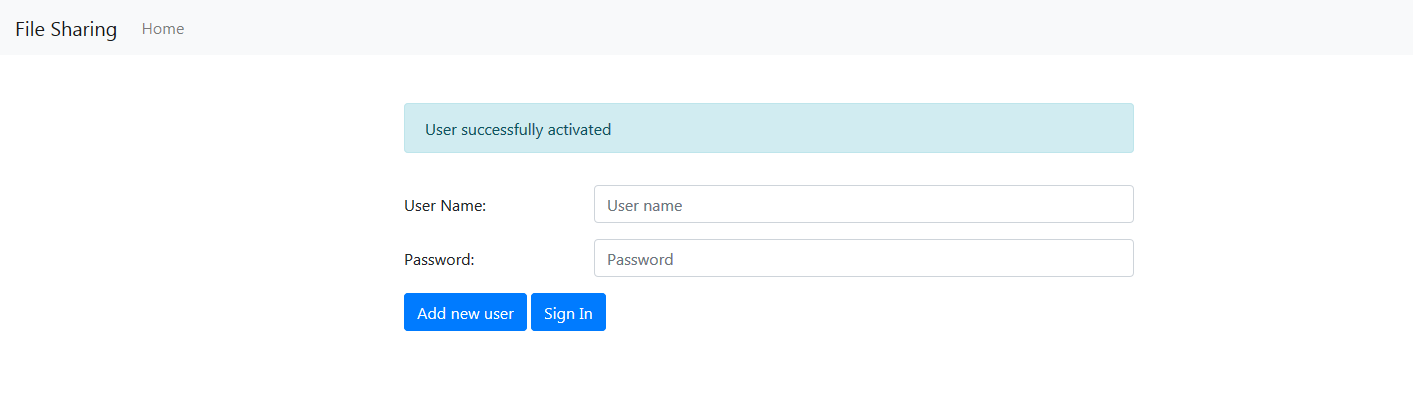 File Sharing Home
User successfully activated
User Name: User name
Password: Password
Add new user Sign In